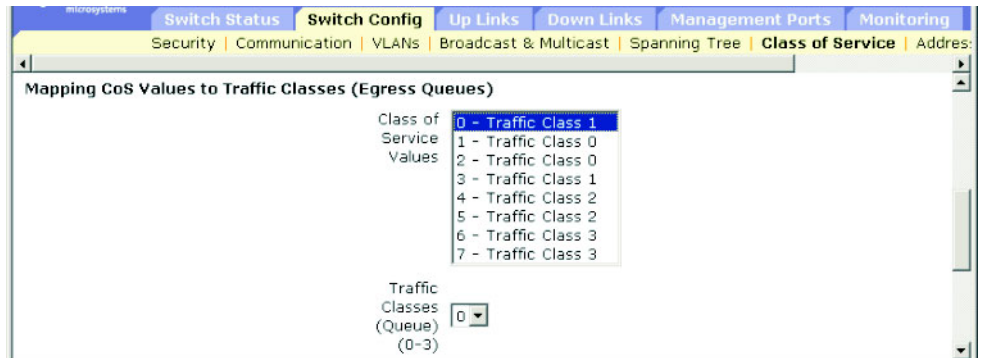 microsystems
Switch Status Switch Config Up Links Down Links Management Ports Monitoring
Security | Communication | VLANs | Broadcast & Multicast | Spanning Tree | Class of Service | Addres
Mapping CoS Values to Traffic Classes (Egress Queues)
Class of
Service
Values
0 - Traffic Class 1
1 - Traffic Class 0
2 - Traffic Class 0
3 - Traffic Class 1
4 - Traffic Class 2
5 - Traffic Class 2
6 - Traffic Class 3
7 - Traffic Class 3
Traffic
Classes
(Queue)
(0-3)
0